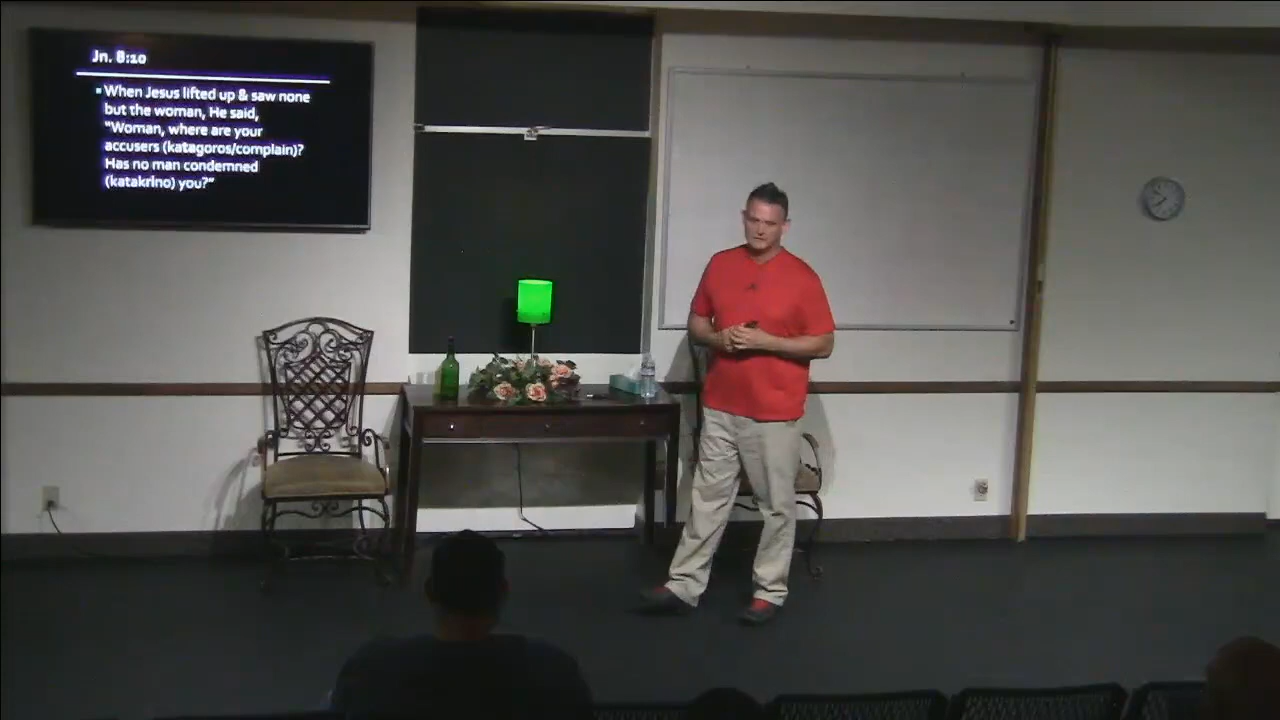 Jn. 8:10
When Jesus lifted up & saw none
but the woman, He said,
"Woman, where are your
accusers (katagoros/complain)?
Has no man condemned
(katakrino) you?"